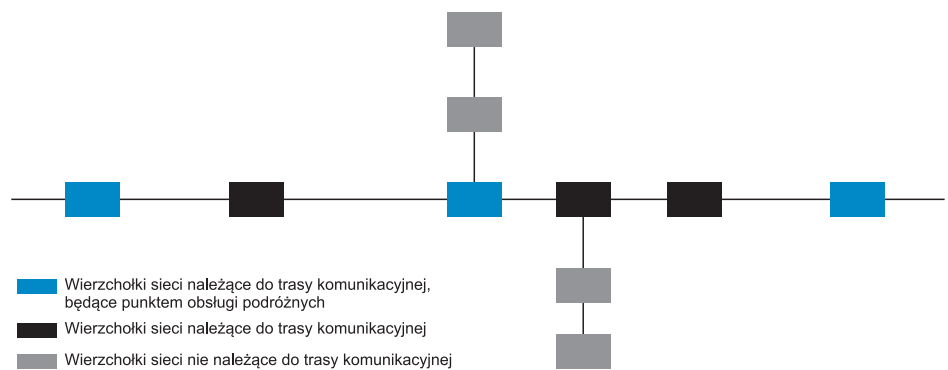 Wierzchołki sieci należące do trasy komunikacyjnej,
będące punktem obsługi podróżnych
Wierzchołki sieci należące do trasy komunikacyjnej
Wierzchołki sieci nie należące do trasy komunikacyjnej